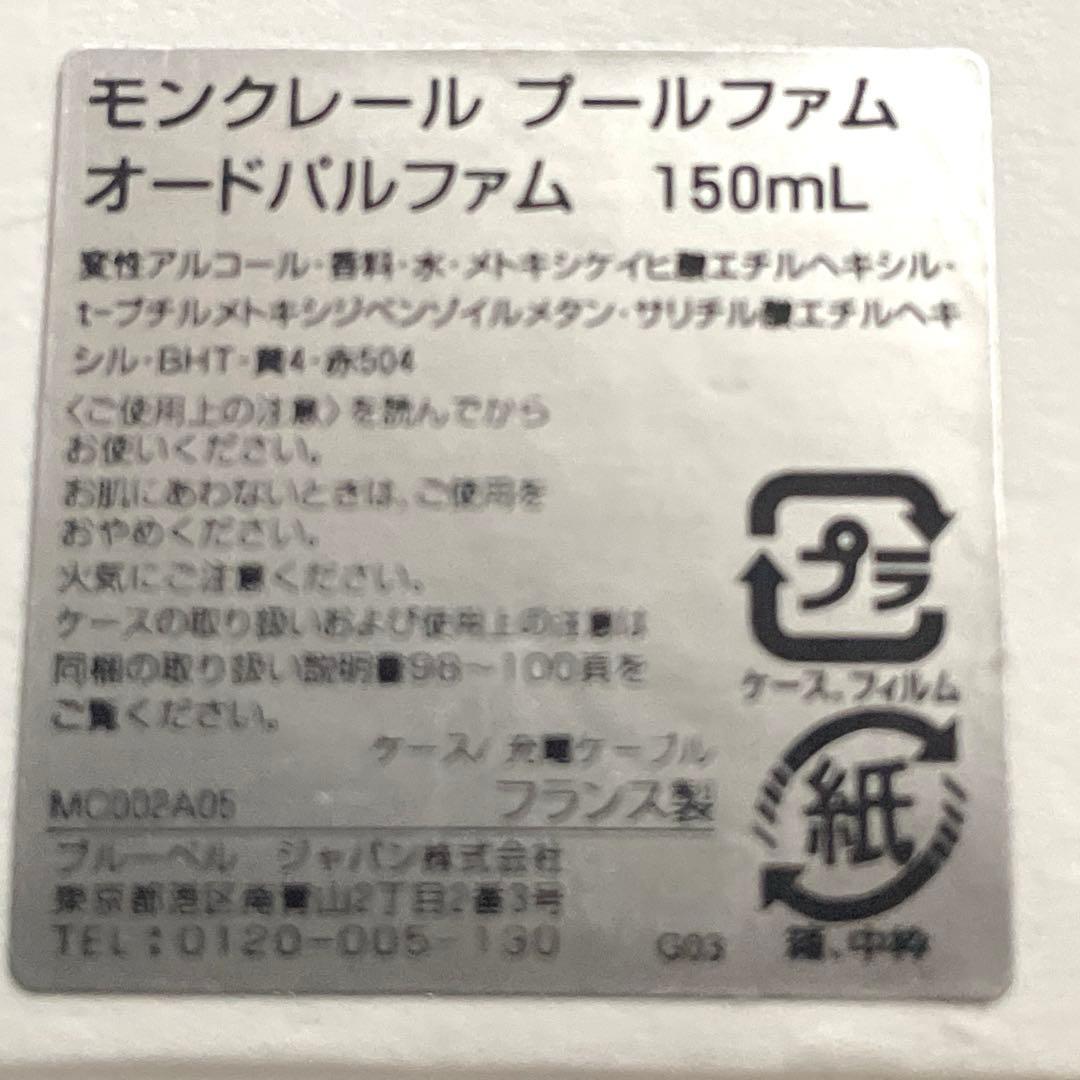 モンクレール プールファム
オードパルファム 150mL
変性アルコール・香料・水・メトキシケイヒ酸エチルヘキシル・
t-ブチルメトキシジベンゾイルメタン・サリチル酸エチルヘキ
シル・BHT・黄4・赤504
〈ご使用上の注意〉を読んでから
お使いください。
お肌にあわないときは、ご使用を
おやめください。
火気にご注意ください。
ケースの取り扱いおよび使用上の注意は
同梱の取り扱い説明書98～100頁を
ご覧ください。
ケース/ 充電ケーブル
MC002A05 フランス製
ブルーベル ジャパン株式会社
東京都港区南青山2丁目2番3号
TEL:0120-005-130 G03
プラ
ケース、フィルム
紙
箱、中枠